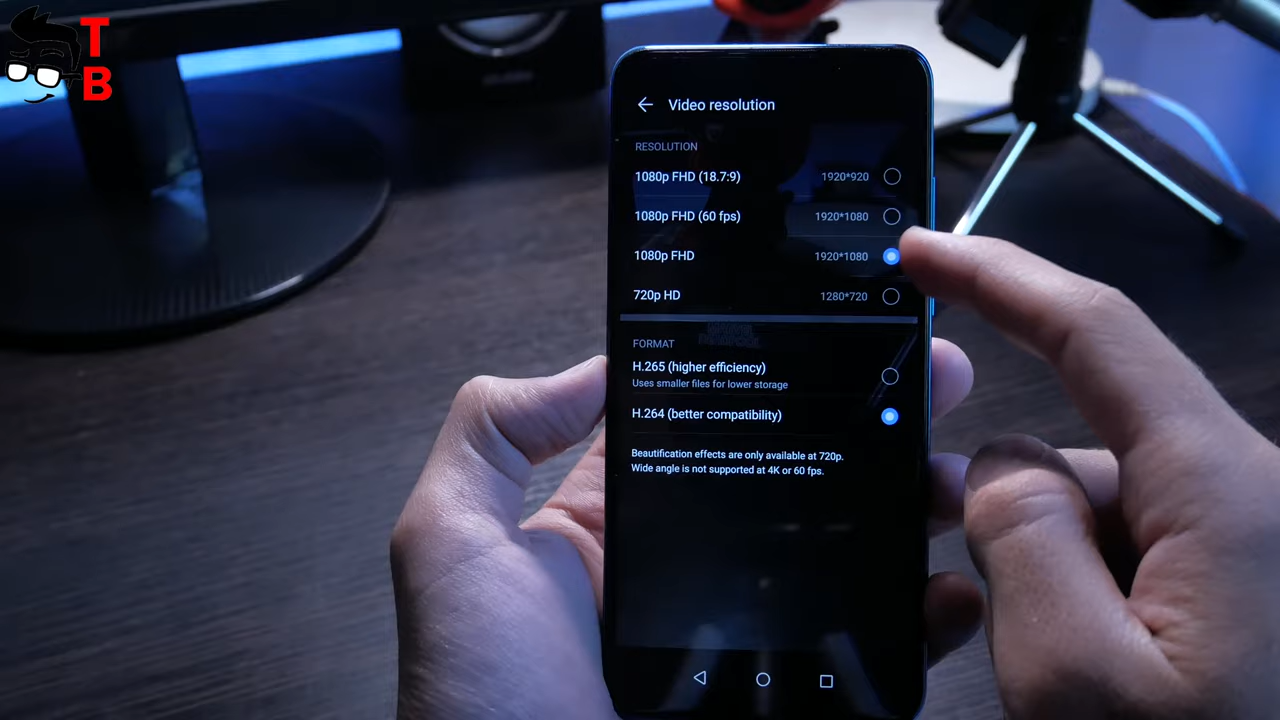 T
B
Video resolution
RESOLUTION
1080p FHD (18.7:9) 1920*920
1080p FHD (60 fps) 1920*1080
1080p FHD 1920*1080
720p HD 1280*720
FORMAT
H.265 (higher efficiency)
Uses smaller files for lower storage
H.264 (better compatibility)
Beautification effects are only available at 720p.
Wide angle is not supported at 4K or 60 fps.